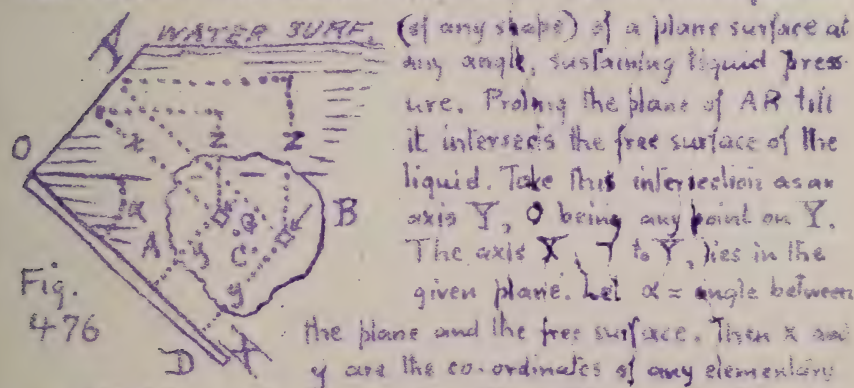 WATER SURF. (of any shape) of a plane surface at
any angle, sustaining liquid press-
ure. Prolong the plane of AB till
it intersects the free surface of the
liquid. Take this intersection as an
axis Y, O being any point on Y.
The axis X, ⊥ to Y, lies in the
given plane. Let α = angle between
the plane and the free surface. Then x and
y are the co-ordinates of any elementary
Y
x
z
z
O
α
A
G
C
B
y
y
D
X
Fig.
476